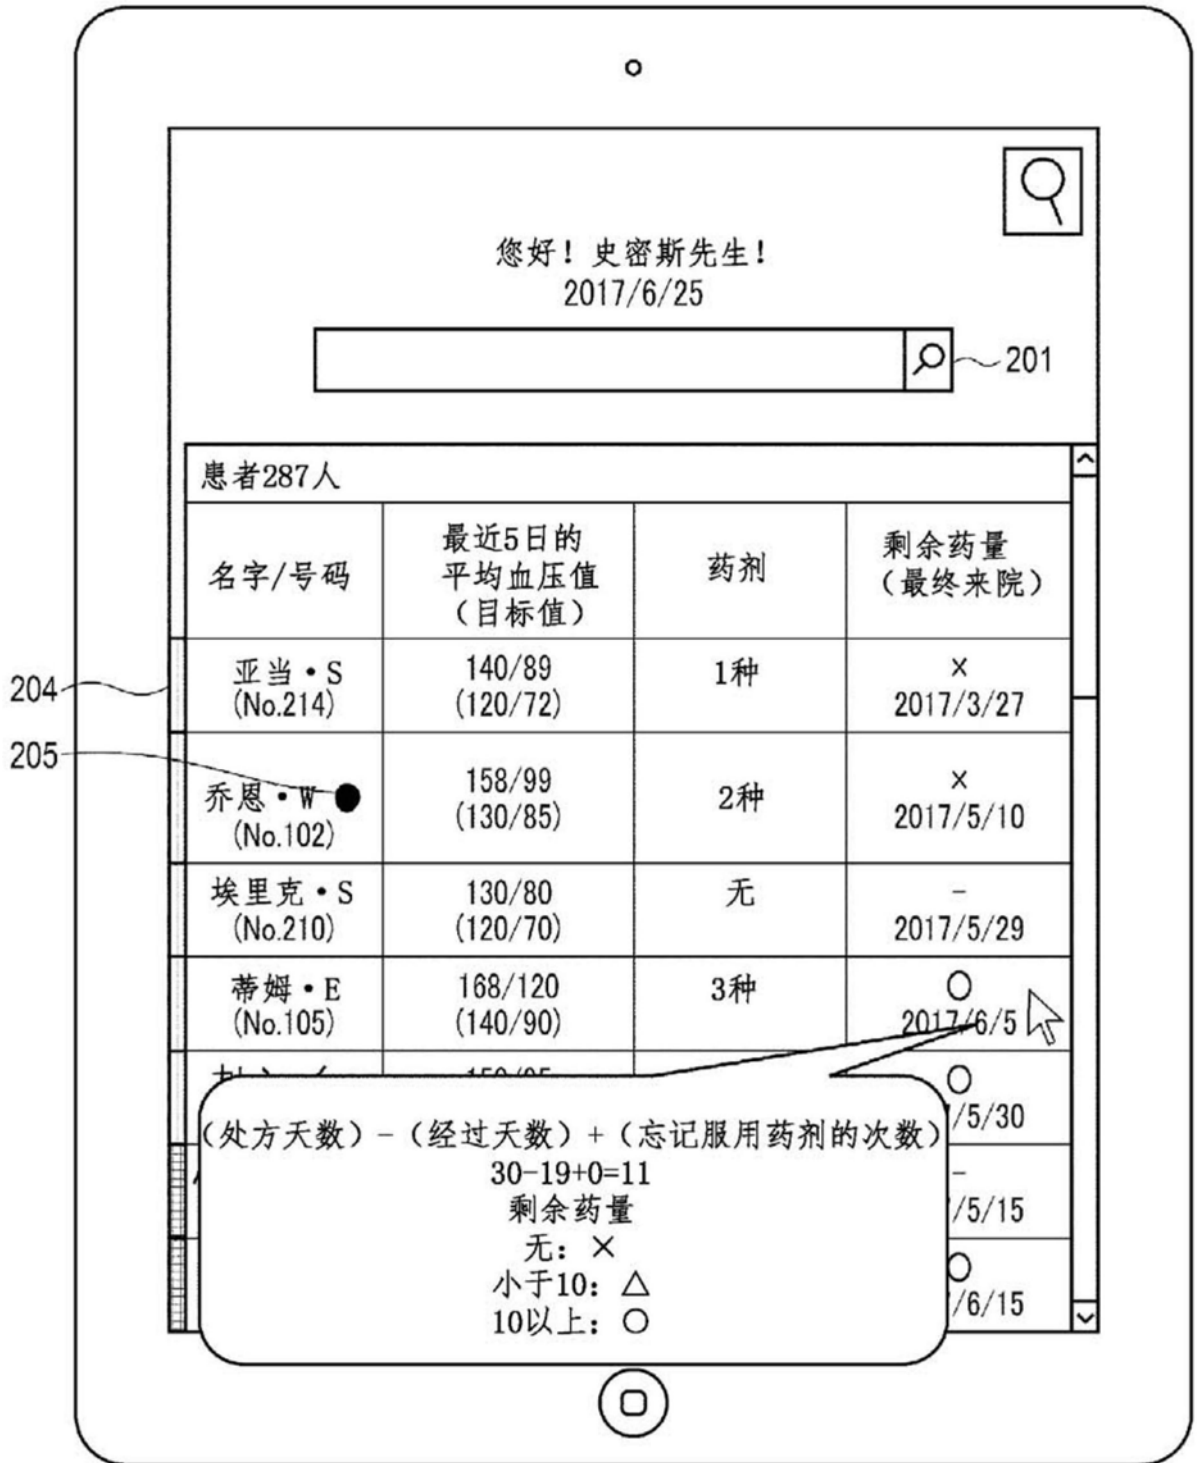 您好！史密斯先生！
2017/6/25
201
患者287人
名字/号码
最近5日的
平均血压值
（目标值）
药剂
剩余药量
（最终来院）
204
亚当·S
(No.214)
140/89
(120/72)
1种
×
2017/3/27
205
乔恩·W
(No.102)
158/99
(130/85)
2种
×
2017/5/10
埃里克·S
(No.210)
130/80
(120/70)
无
-
2017/5/29
蒂姆·E
(No.105)
168/120
(140/90)
3种
○
2017/6/5
○
/5/30
-
/5/15
○
/6/15
（处方天数）-（经过天数）+（忘记服用药剂的次数）
30-19+0=11
剩余药量
无：×
小于10：△
10以上：○